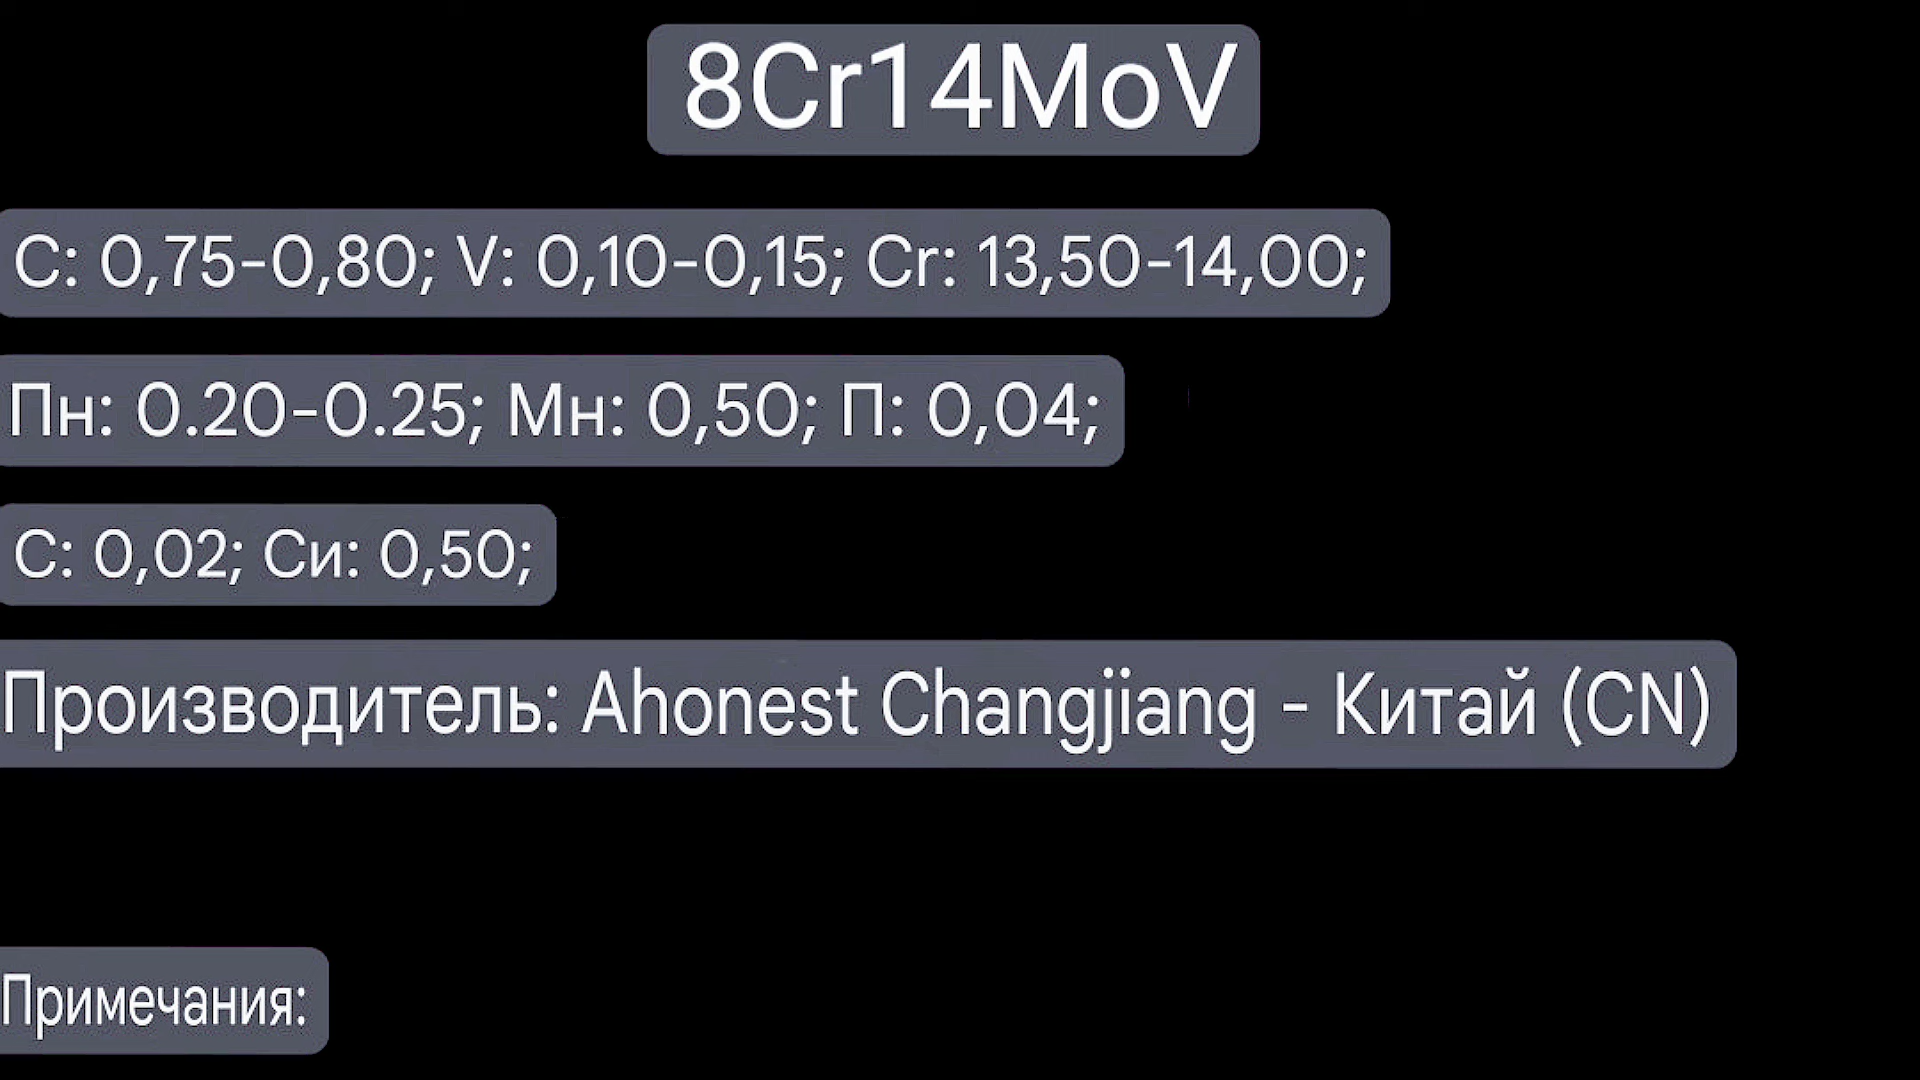 8Cr14MoV
C: 0,75-0,80; V: 0,10-0,15; Cr: 13,50-14,00;
Пн: 0.20-0.25; Мн: 0,50; П: 0,04;
С: 0,02; Си: 0,50;
Производитель: Ahonest Changjiang - Китай (CN)
Примечания: